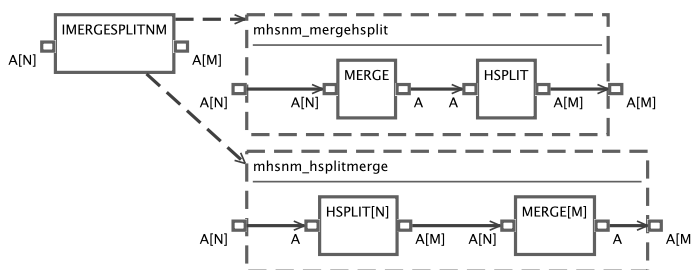 IMERGESPLITNM
A[N]
A[M]
mhsnm_mergehsplit
MERGE
HSPLIT
A[N]
A[N]
A
A
A[M]
A[M]
mhsnm_hsplitmerge
HSPLIT[N]
MERGE[M]
A[N]
A
A[M]
A[N]
A
A[M